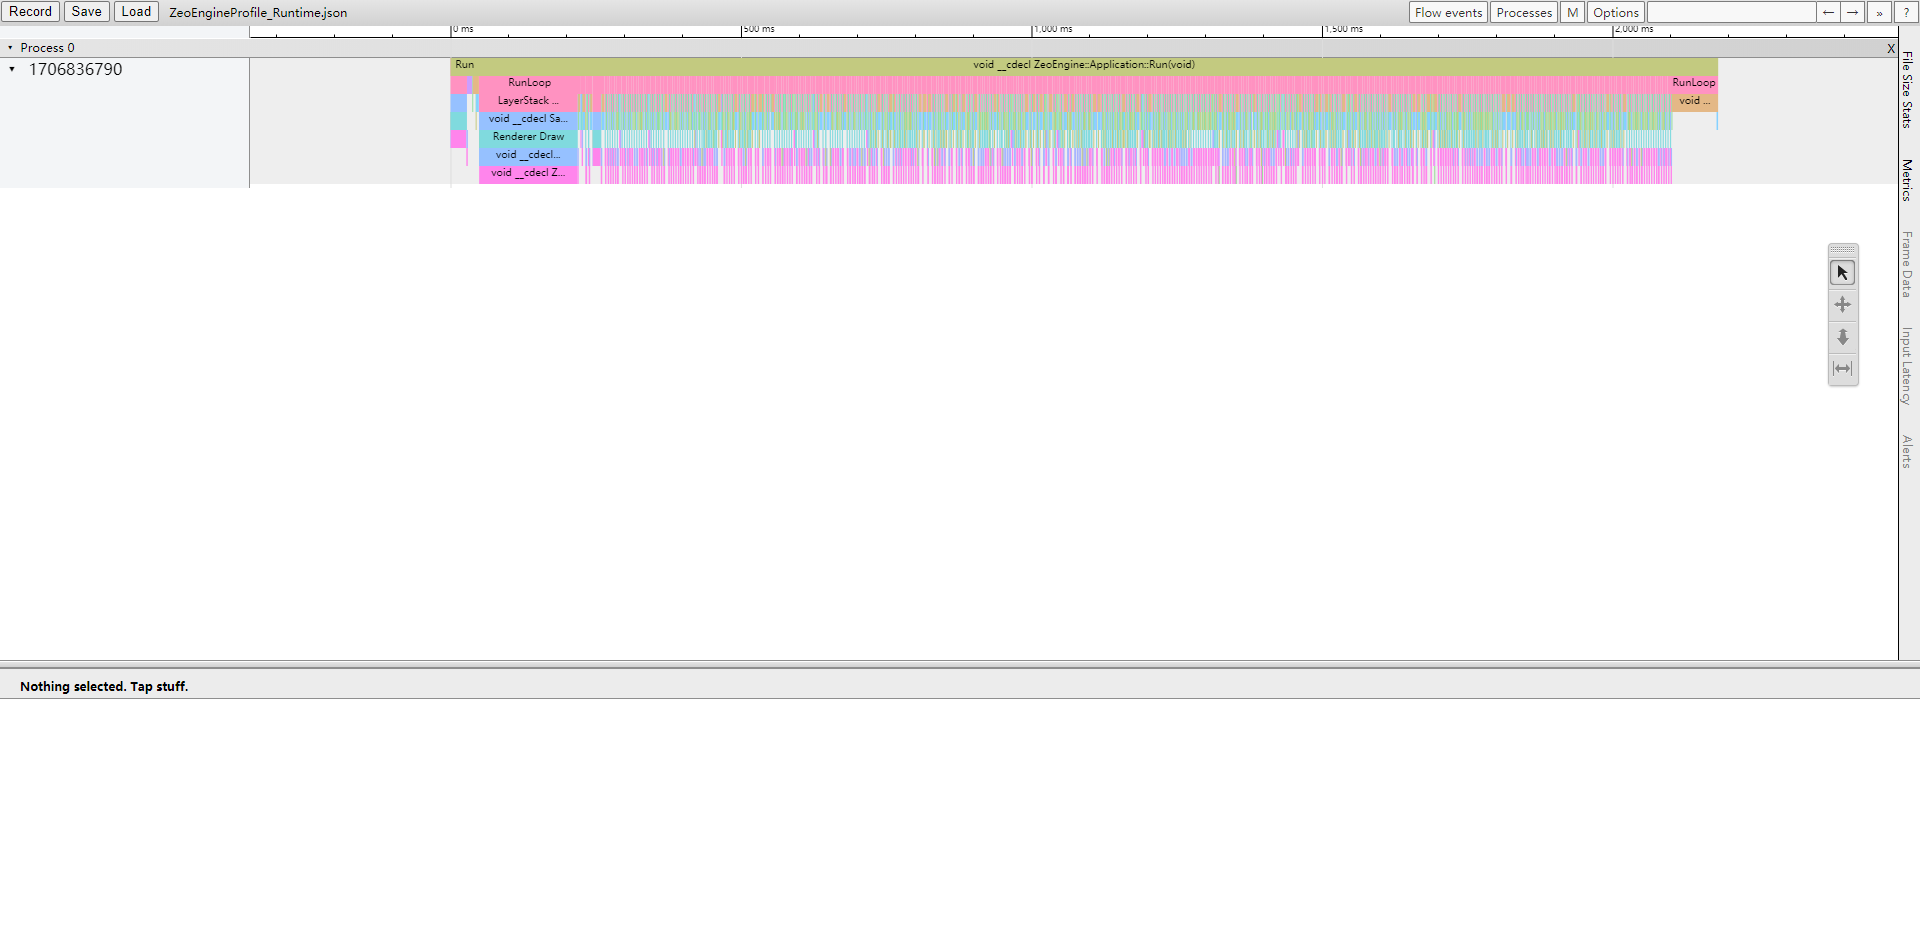 Record Save Load ZeoEngineProfile_Runtime.json Flow events Processes M Options ← → » ?
0 ms 500 ms 1,000 ms 1,500 ms 2,000 ms
Process 0 X
1706836790
Run void __cdecl ZeoEngine::Application::Run(void)
RunLoop RunLoop
LayerStack ... void ...
void __cdecl Sa...
Renderer Draw
void __cdecl...
void __cdecl Z...
File Size Stats
Metrics
Frame Data
Input Latency
Alerts
Nothing selected. Tap stuff.